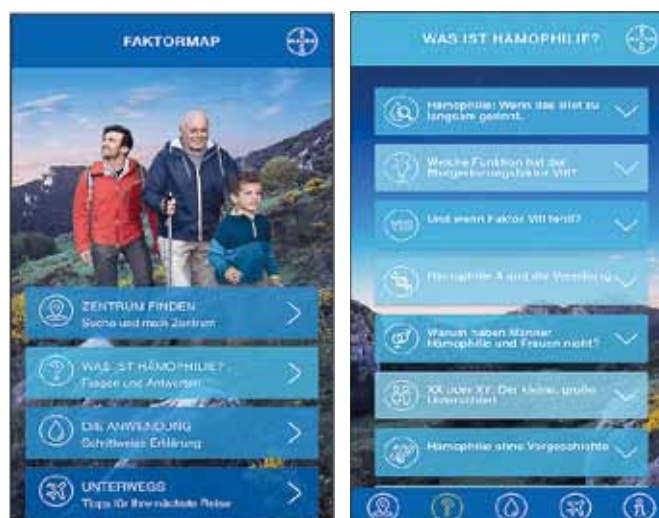 FAKTORMAP
ZENTRUM FINDEN
Suche und mein Zentrum
WAS IST HÄMOPHILIE?
Fragen und Antworten
DIE ANWENDUNG
Schrittweise Erklärung
UNTERWEGS
Tipps für Ihre nächste Reise
WAS IST HÄMOPHILIE?
Hämophilie: Wenn das Blut zu
langsam gerinnt.
Welche Funktion hat der
Blutgerinnungsfaktor VIII?
Und wenn Faktor VIII fehlt?
Hämophilie A und die Vererbung
Warum haben Männer
Hämophilie und Frauen nicht?
XX oder XY: Der kleine, große
Unterschied
Hämophilie ohne Vorgeschichte